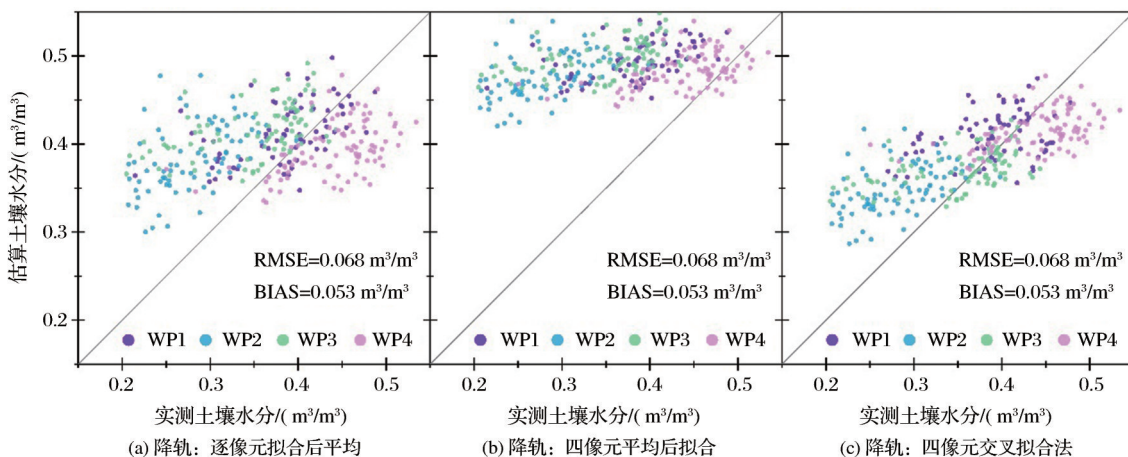 估算土壤水分/( m³/m³)
0.5
0.4
0.3
0.2
RMSE=0.068 m³/m³
BIAS=0.053 m³/m³
WP1 WP2 WP3 WP4
0.2 0.3 0.4 0.5
实测土壤水分/( m³/m³)
(a) 降轨：逐像元拟合后平均
RMSE=0.068 m³/m³
BIAS=0.053 m³/m³
WP1 WP2 WP3 WP4
0.2 0.3 0.4 0.5
实测土壤水分/( m³/m³)
(b) 降轨：四像元平均后拟合
RMSE=0.068 m³/m³
BIAS=0.053 m³/m³
WP1 WP2 WP3 WP4
0.2 0.3 0.4 0.5
实测土壤水分/( m³/m³)
(c) 降轨：四像元交叉拟合法